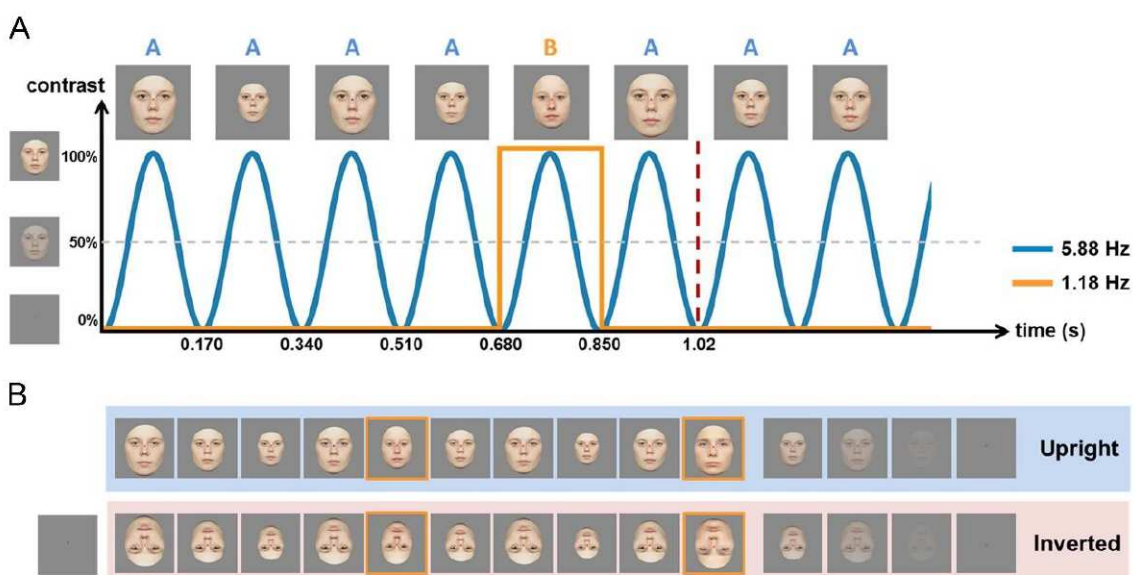 A
A A A A B A A A
contrast
100%
50%
0%
5.88 Hz
1.18 Hz
0.170 0.340 0.510 0.680 0.850 1.02 time (s)
B
Upright
Inverted